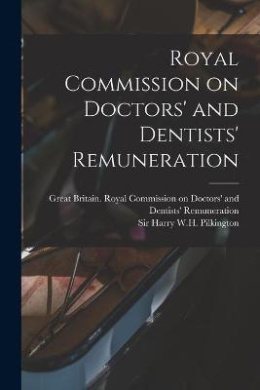 Royal
Commission on
Doctors' and
Dentists'
Remuneration
Great Britain. Royal Commission on Doctors' and
Dentists' Remuneration
Sir Harry W.H. Pilkington